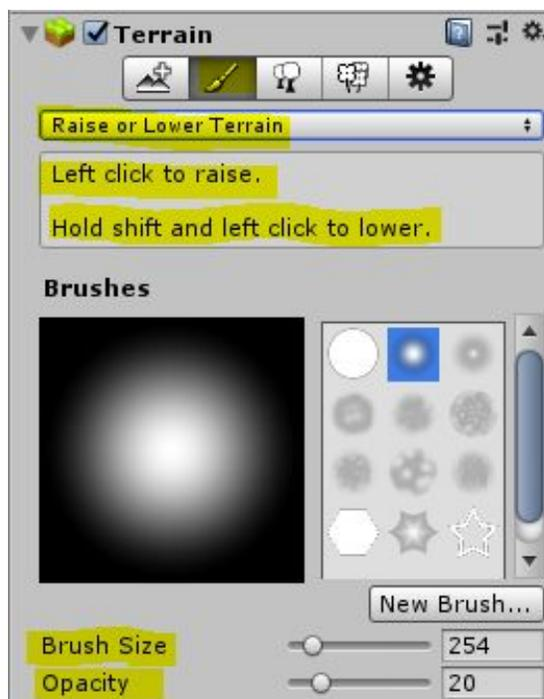 Terrain
Raise or Lower Terrain
Left click to raise.
Hold shift and left click to lower.
Brushes
New Brush...
Brush Size 254
Opacity 20